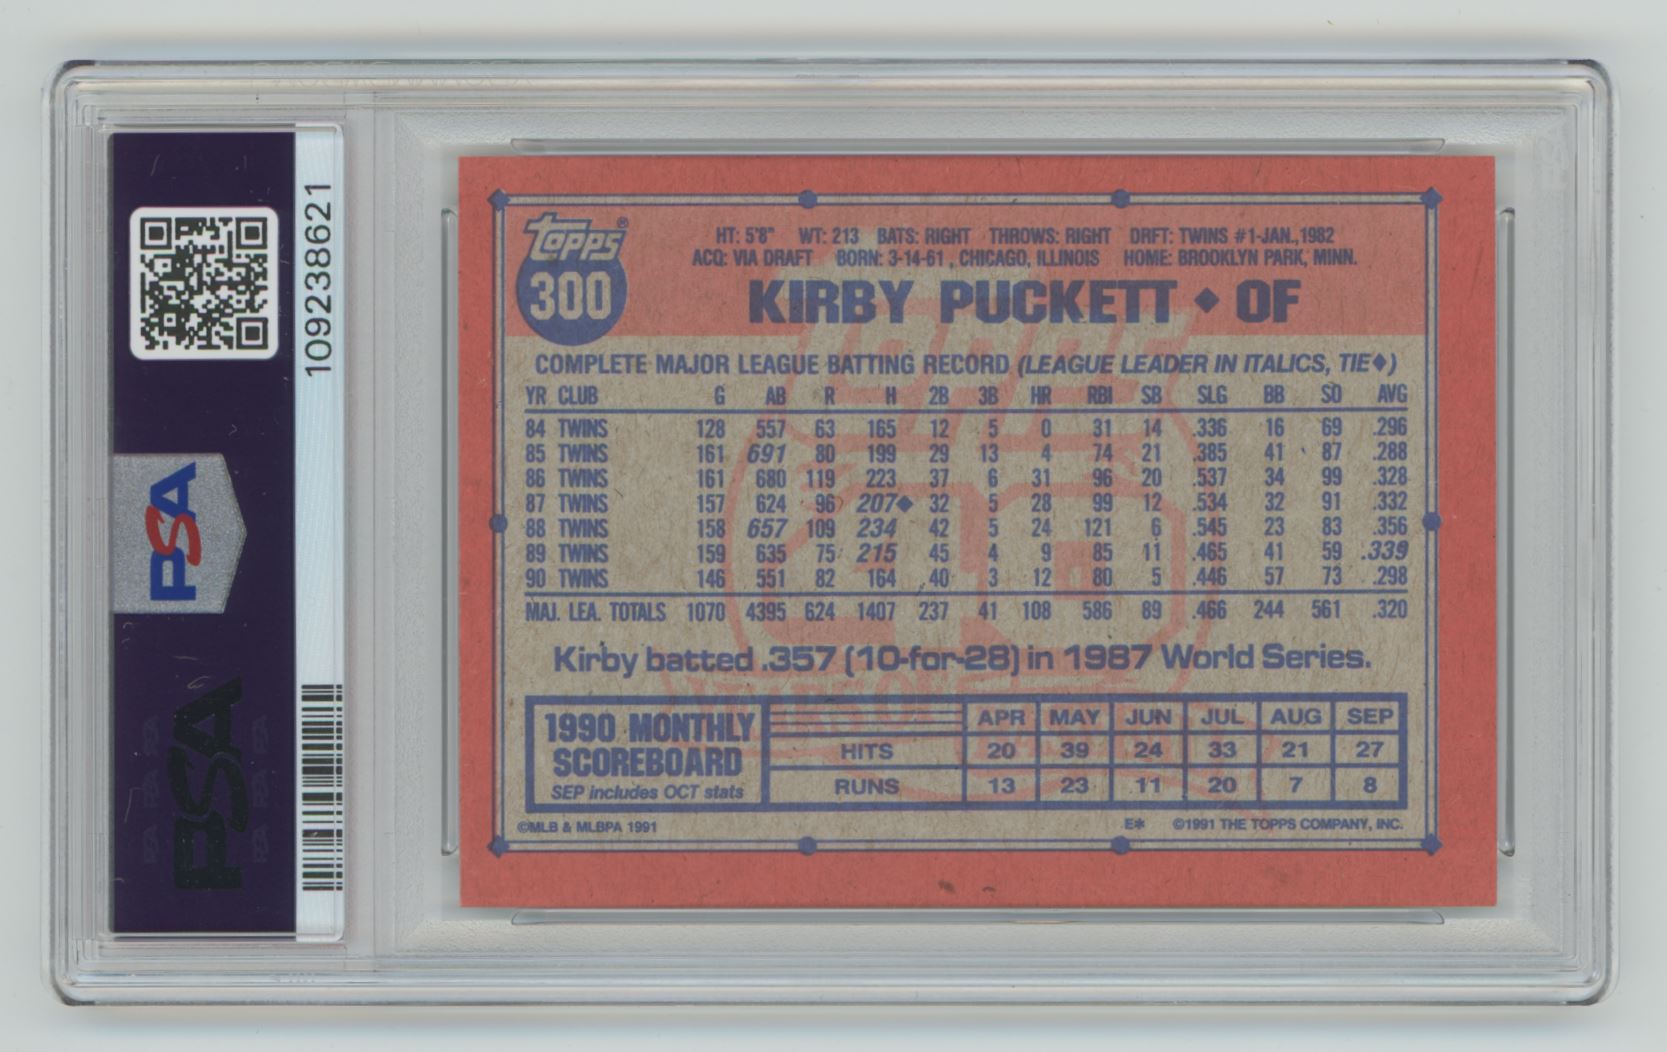 109238621
PSA
PSA
topps®
300
HT: 5'8" WT: 213 BATS: RIGHT THROWS: RIGHT DRFT: TWINS #1-JAN.,1982
ACQ: VIA DRAFT BORN: 3-14-61 , CHICAGO, ILLINOIS HOME: BROOKLYN PARK, MINN.
KIRBY PUCKETT ◆ OF
COMPLETE MAJOR LEAGUE BATTING RECORD (LEAGUE LEADER IN ITALICS, TIE◆)
YR CLUB G AB R H 2B 3B HR RBI SB SLG BB SO AVG
84 TWINS 128 557 63 165 12 5 0 31 14 .336 16 69 .296
85 TWINS 161 691 80 199 29 13 4 74 21 .385 41 87 .288
86 TWINS 161 680 119 223 37 6 31 96 20 .537 34 99 .328
87 TWINS 157 624 96 207◆ 32 5 28 99 12 .534 32 91 .332
88 TWINS 158 657 109 234 42 5 24 121 6 .545 23 83 .356
89 TWINS 159 635 75 215 45 4 9 85 11 .465 41 59 .339
90 TWINS 146 551 82 164 40 3 12 80 5 .446 57 73 .298
MAJ. LEA. TOTALS 1070 4395 624 1407 237 41 108 586 89 .466 244 561 .320
Kirby batted .357 (10-for-28) in 1987 World Series.
1990 MONTHLY SCOREBOARD
SEP includes OCT stats
APR MAY JUN JUL AUG SEP
HITS 20 39 24 33 21 27
RUNS 13 23 11 20 7 8
©MLB & MLBPA 1991 E* ©1991 THE TOPPS COMPANY, INC.